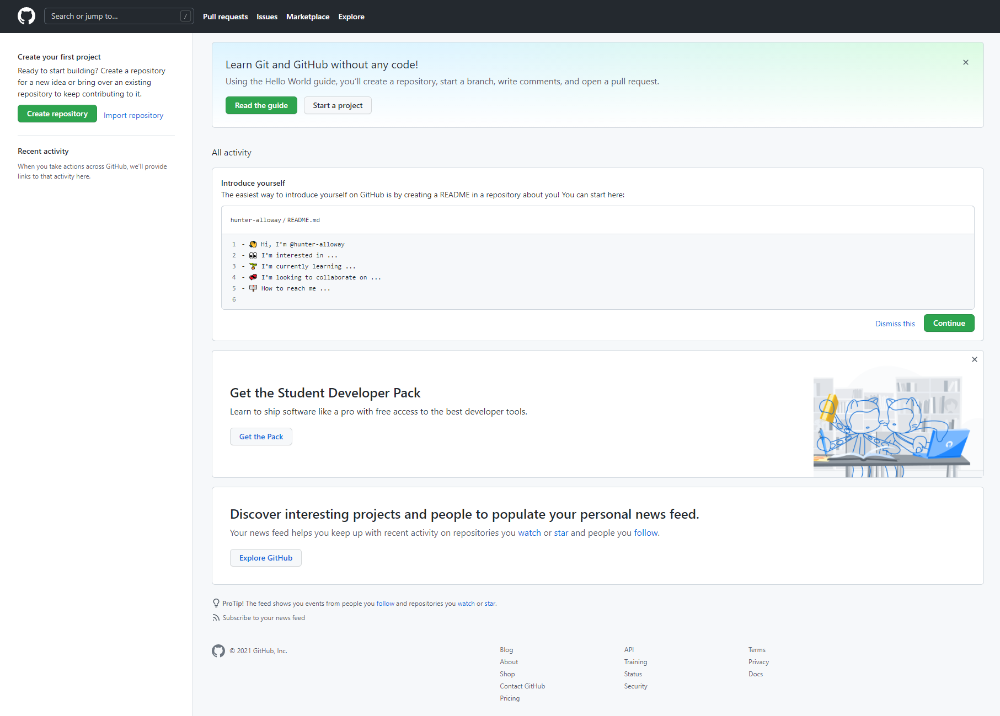 Search or jump to... /
Pull requests Issues Marketplace Explore
Create your first project
Ready to start building? Create a repository
for a new idea or bring over an existing
repository to keep contributing to it.
Create repository Import repository
Recent activity
When you take actions across GitHub, we'll provide
links to that activity here.
Learn Git and GitHub without any code!
Using the Hello World guide, you'll create a repository, start a branch, write comments, and open a pull request.
Read the guide Start a project
All activity
Introduce yourself
The easiest way to introduce yourself on GitHub is by creating a README in a repository about you! You can start here:
hunter-alloway / README.md
1 - 👋 Hi, I’m @hunter-alloway
2 - 👀 I’m interested in ...
3 - 🌱 I’m currently learning ...
4 - 💞️ I’m looking to collaborate on ...
5 - 📫 How to reach me ...
6
Dismiss this Continue
Get the Student Developer Pack
Learn to ship software like a pro with free access to the best developer tools.
Get the Pack
Discover interesting projects and people to populate your personal news feed.
Your news feed helps you keep up with recent activity on repositories you watch or star and people you follow.
Explore GitHub
ProTip! The feed shows you events from people you follow and repositories you watch or star.
Subscribe to your news feed
© 2021 GitHub, Inc.
Blog
About
Shop
Contact GitHub
Pricing
API
Training
Status
Security
Terms
Privacy
Docs